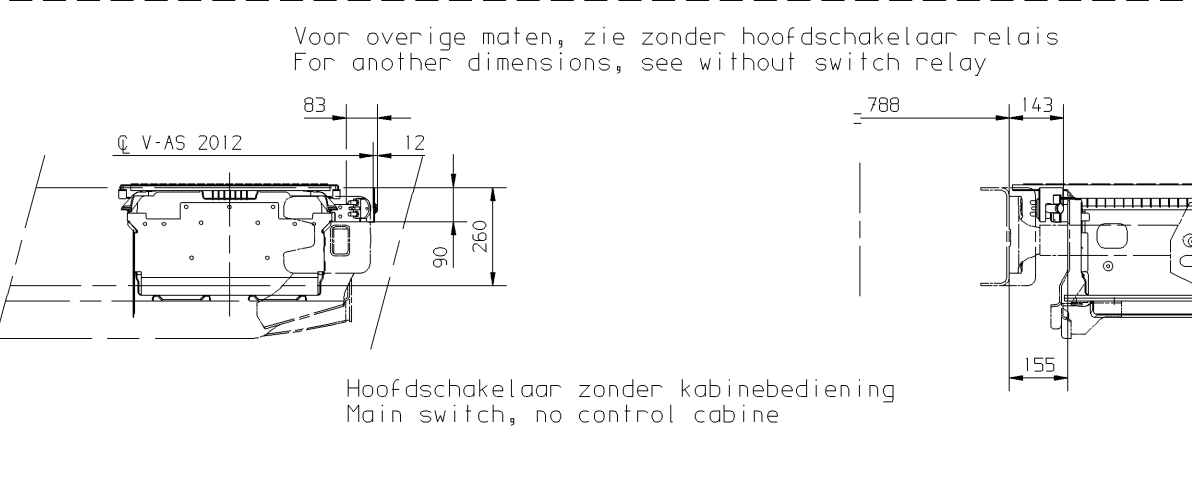 Voor overige maten, zie zonder hoofdschakelaar relais
For another dimensions, see without switch relay
83
788
143
℄ V-AS 2012
12
260
90
155
Hoofdschakelaar zonder kabinebediening
Main switch, no control cabine